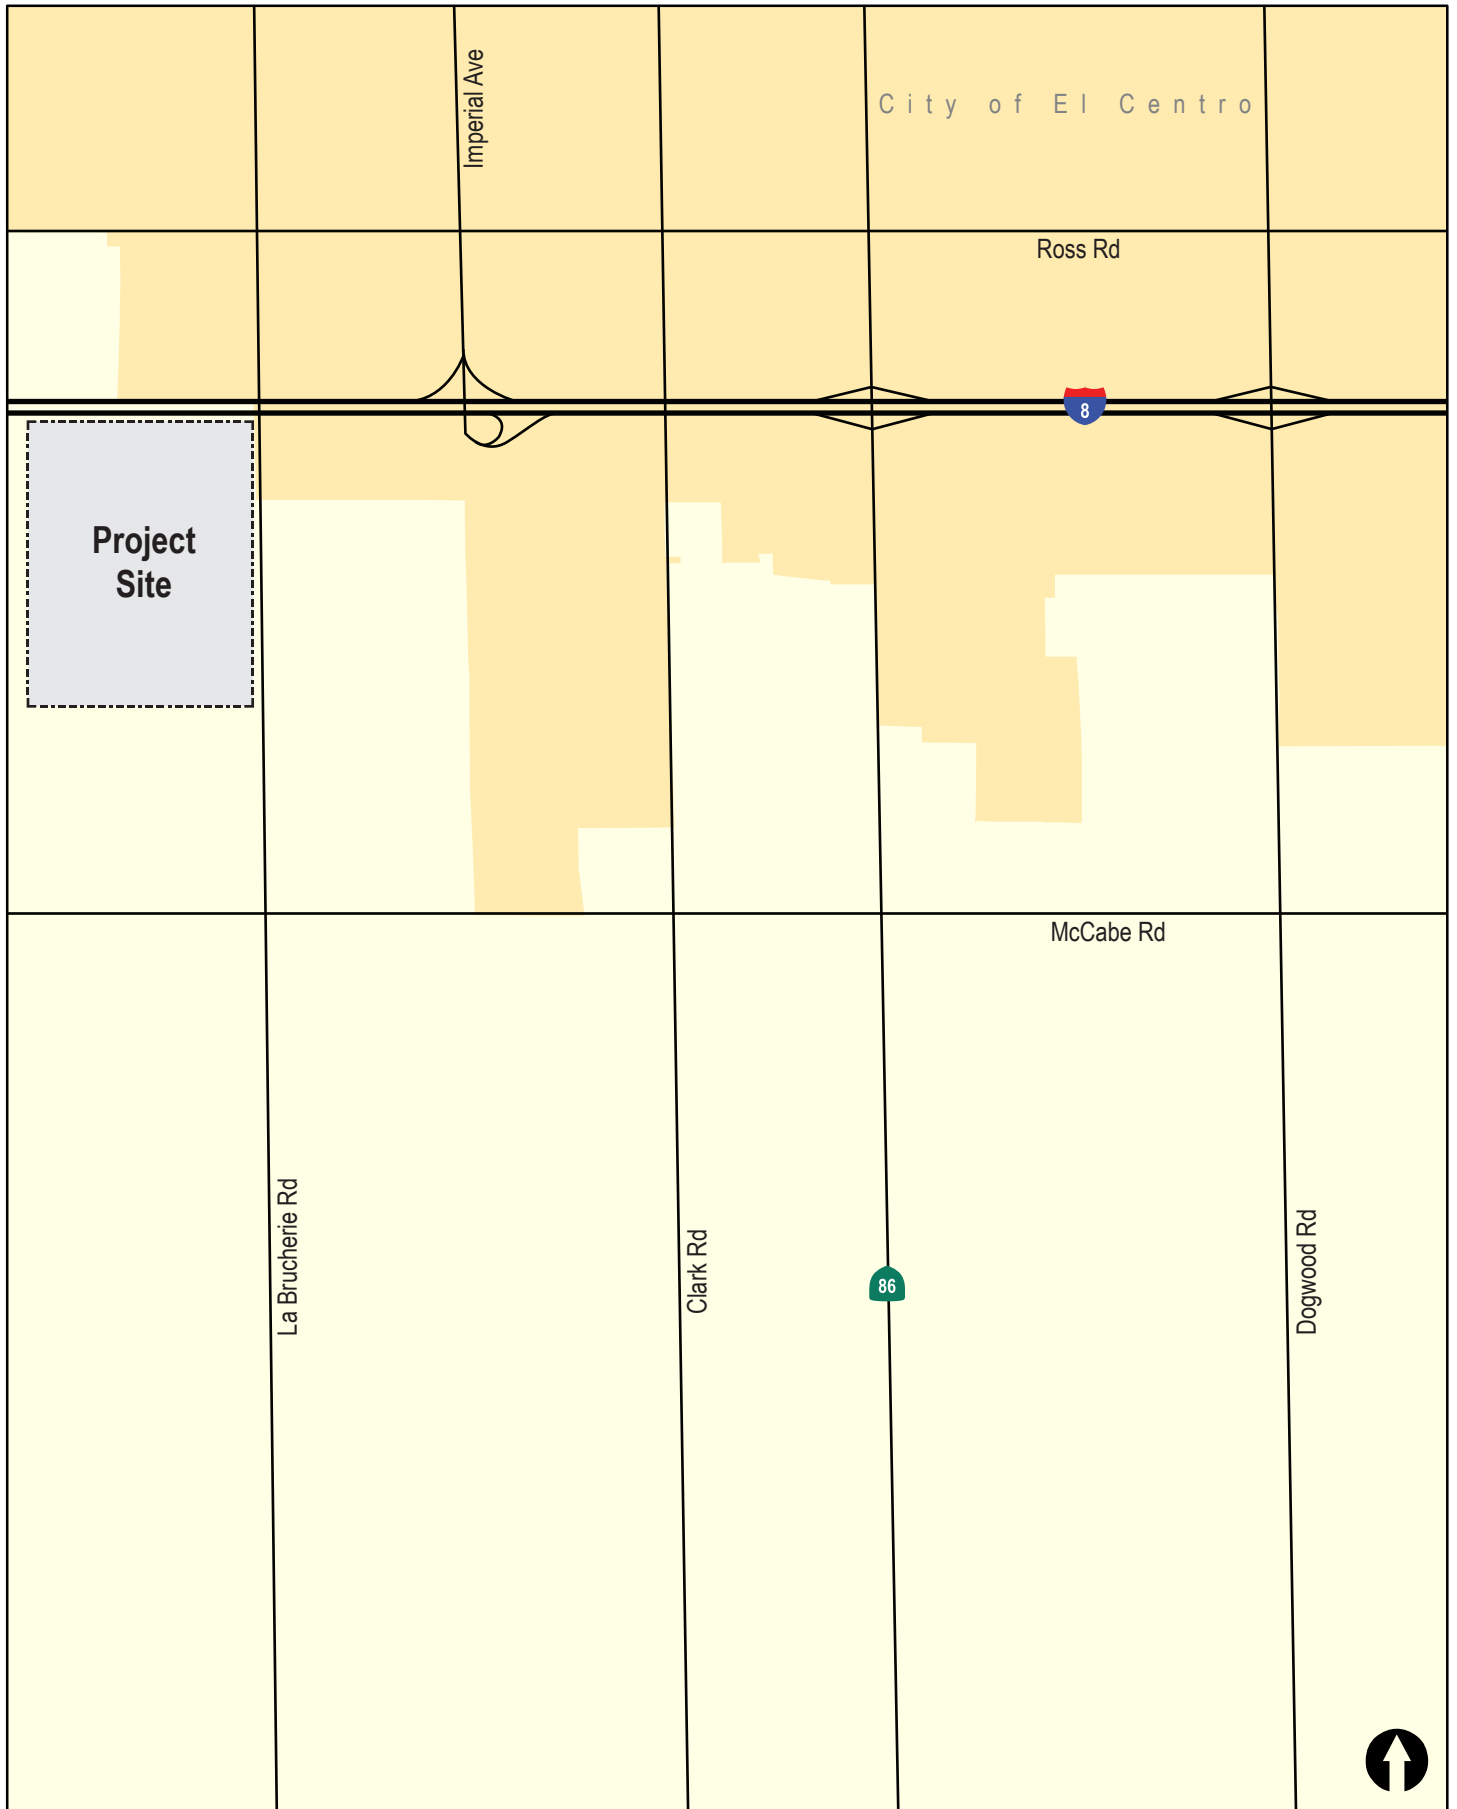 Imperial Ave
City of El Centro
Ross Rd
8
Project
Site
McCabe Rd
La Brucherie Rd
Clark Rd
86
Dogwood Rd